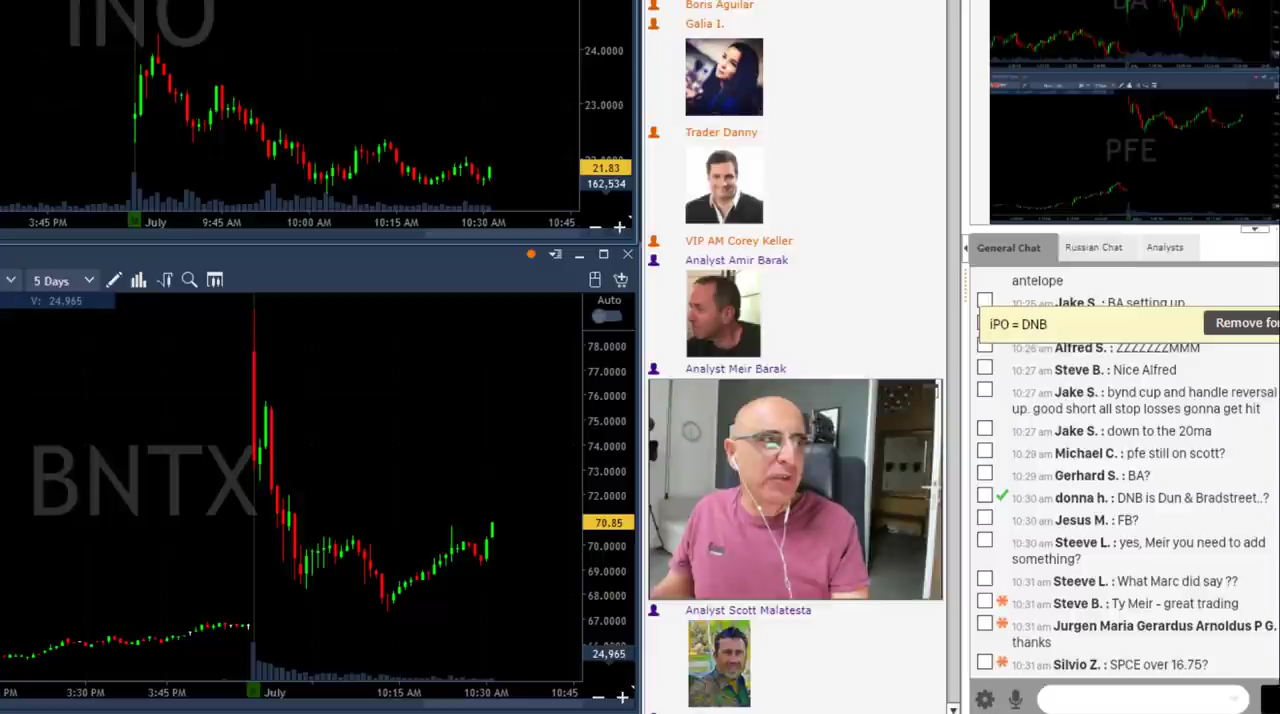 INO
24.0000
23.0000
21.83
162,534
3:45 PM
July
9:45 AM
10:00 AM
10:15 AM
10:30 AM
10:45
5 Days
V: 24,965
Auto
78.0000
77.0000
76.0000
75.0000
74.0000
73.0000
72.0000
70.85
70.0000
69.0000
68.0000
67.0000
24,965
BNTX
PM
3:30 PM
3:45 PM
July
10:15 AM
10:30 AM
10:45
Boris Aguilar
Galia I.
Trader Danny
VIP AM Corey Keller
Analyst Amir Barak
Analyst Meir Barak
Analyst Scott Malatesta
BA
PFE
General Chat
Russian Chat
Analysts
antelope
10:25 am Jake S. : BA setting up
iPO = DNB
Remove for
10:26 am Alfred S. : ZZZZZZZMMM
10:27 am Steve B. : Nice Alfred
10:27 am Jake S. : bynd cup and handle reversal
up. good short all stop losses gonna get hit
10:27 am Jake S. : down to the 20ma
10:29 am Michael C. : pfe still on scott?
10:29 am Gerhard S. : BA?
10:30 am donna h. : DNB is Dun & Bradstreet..?
10:30 am Jesus M. : FB?
10:30 am Steeve L. : yes, Meir you need to add
something?
10:31 am Steeve L. : What Marc did say ??
10:31 am Steve B. : Ty Meir - great trading
10:31 am Jurgen Maria Gerardus Arnoldus P G.
thanks
10:31 am Silvio Z. : SPCE over 16.75?